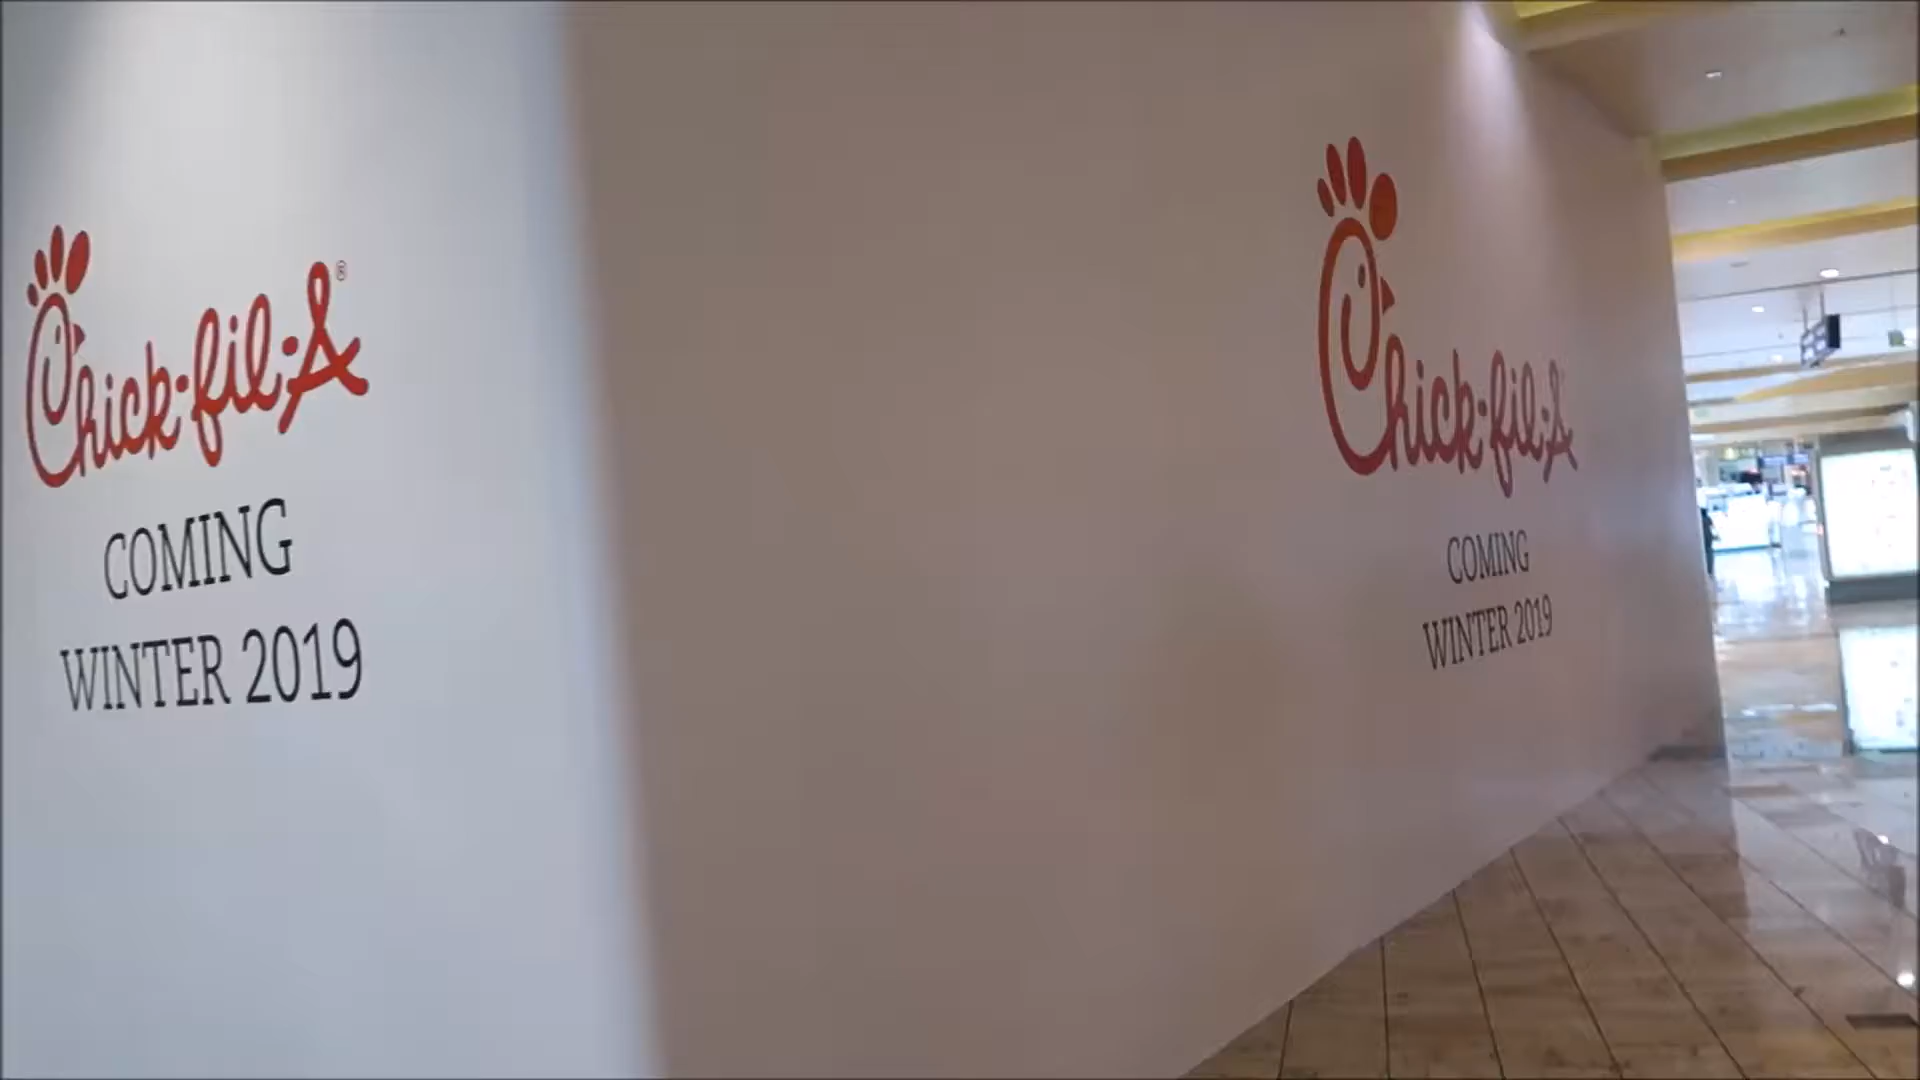 Chick-fil-A®
COMING
WINTER 2019
Chick-fil-A
COMING
WINTER 2019